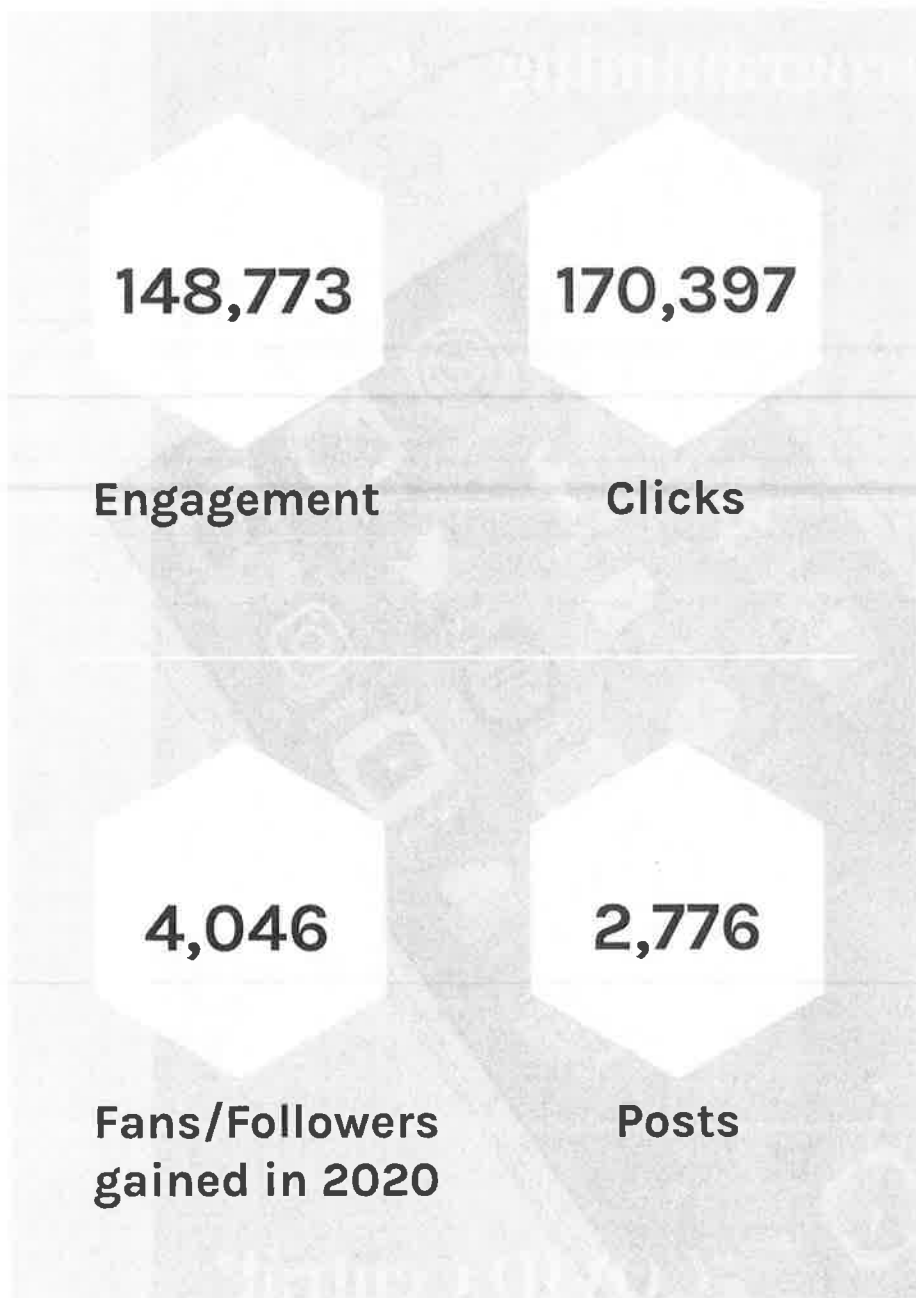 148,773
170,397
Engagement
Clicks
4,046
2,776
Fans/Followers
gained in 2020
Posts